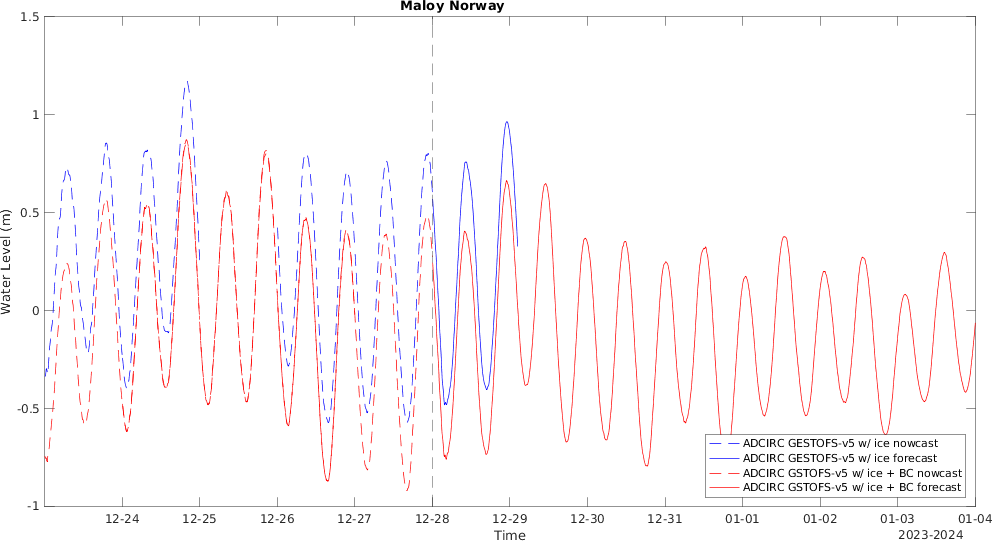 Maloy Norway
Water Level (m)
1.5
1
0.5
0
-0.5
-1
12-24
12-25
12-26
12-27
12-28
12-29
12-30
12-31
01-01
01-02
01-03
01-04
Time
2023-2024
ADCIRC GESTOFS-v5 w/ ice nowcast
ADCIRC GESTOFS-v5 w/ ice forecast
ADCIRC GSTOFS-v5 w/ ice + BC nowcast
ADCIRC GSTOFS-v5 w/ ice + BC forecast